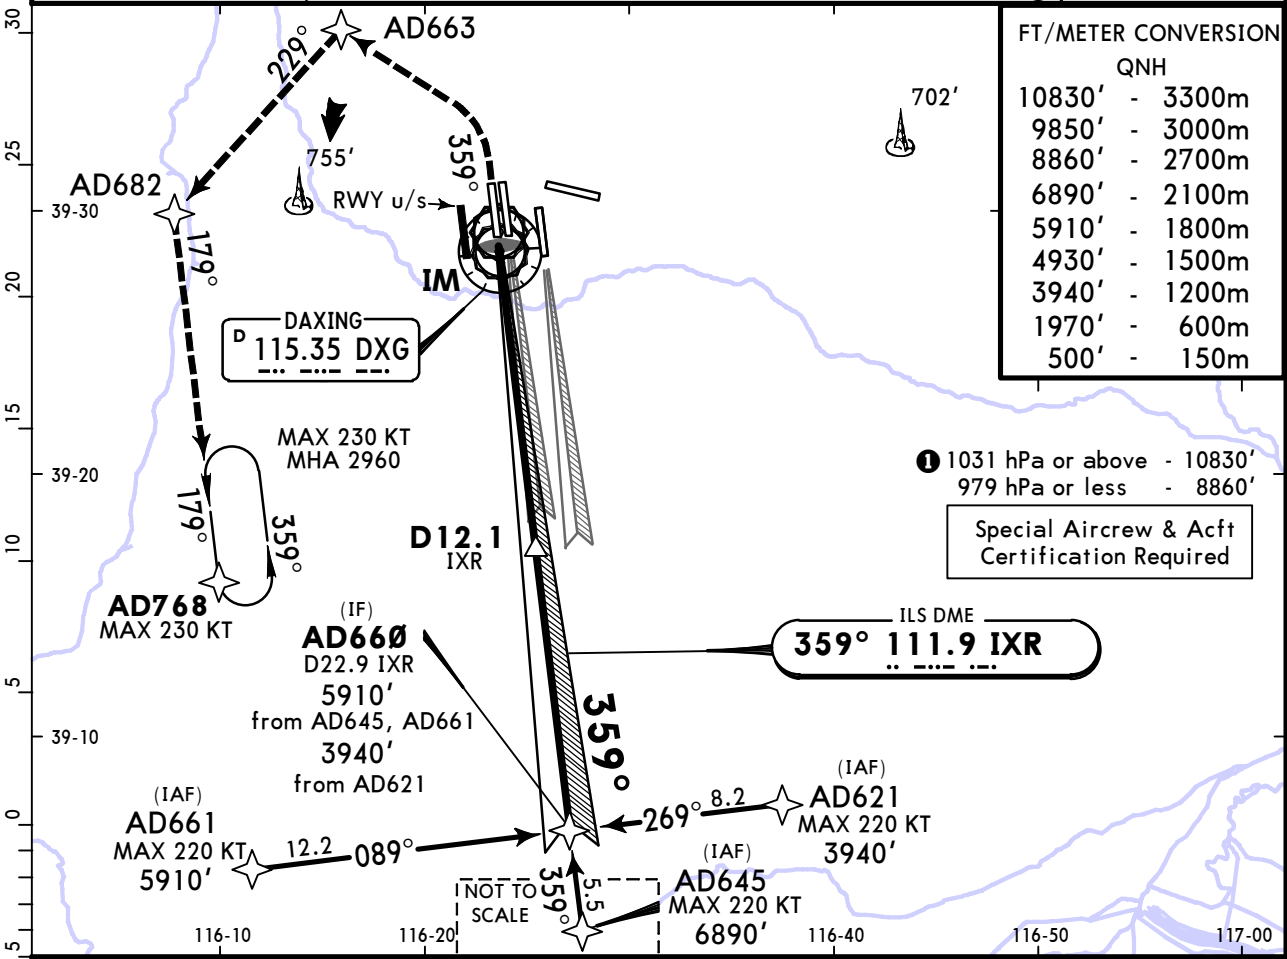 30
25
20
15
10
5
0
5
39-30
39-20
39-10
116-10
116-20
116-40
116-50
117-00
AD663
229°
359°
755'
702'
AD682
179°
RWY u/s
IM
DAXING
D 115.35 DXG
MAX 230 KT
MHA 2960
179°
359°
AD768
MAX 230 KT
D12.1
IXR
FT/METER CONVERSION
QNH
10830' - 3300m
9850' - 3000m
8860' - 2700m
6890' - 2100m
5910' - 1800m
4930' - 1500m
3940' - 1200m
1970' - 600m
500' - 150m
1 1031 hPa or above - 10830'
979 hPa or less - 8860'
Special Aircrew & Acft
Certification Required
ILS DME
359° 111.9 IXR
(IF)
AD660
D22.9 IXR
5910'
from AD645, AD661
3940'
from AD621
359°
(IAF)
AD661
MAX 220 KT
5910'
12.2
089°
269°
8.2
(IAF)
AD621
MAX 220 KT
3940'
NOT TO
SCALE
359°
5.5
(IAF)
AD645
MAX 220 KT
6890'